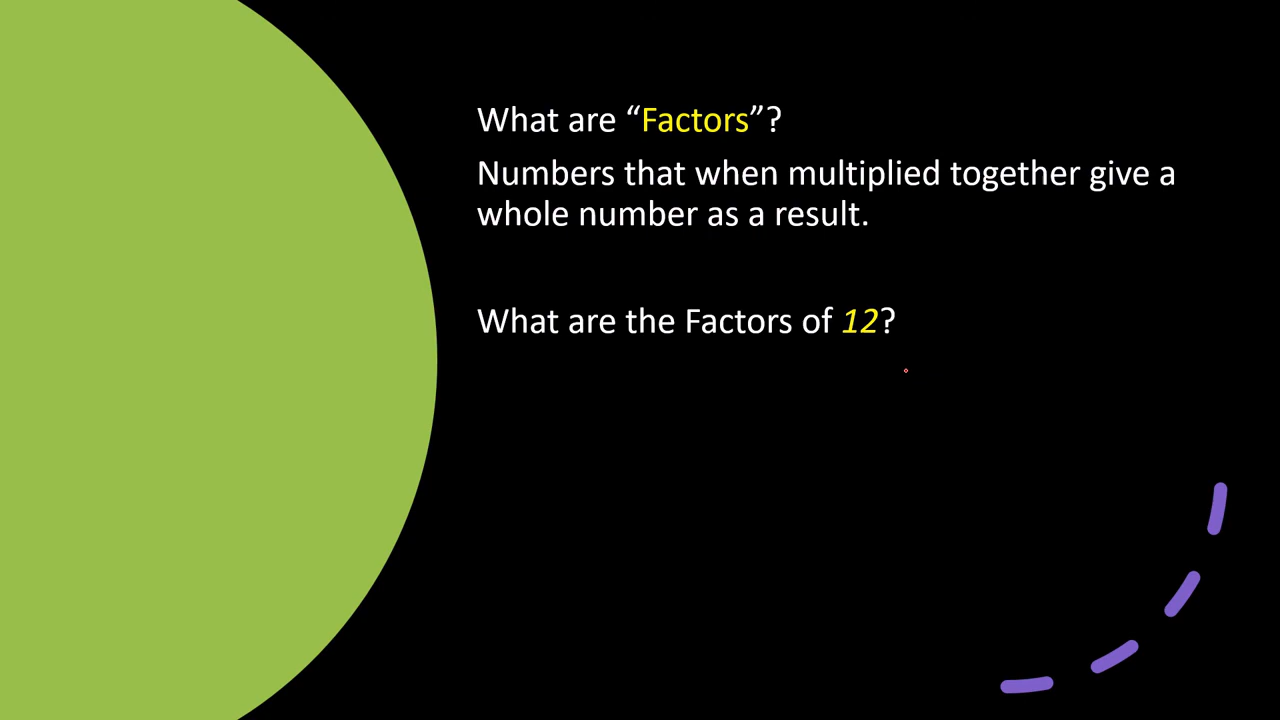 What are “Factors”?
Numbers that when multiplied together give a
whole number as a result.
What are the Factors of 12?